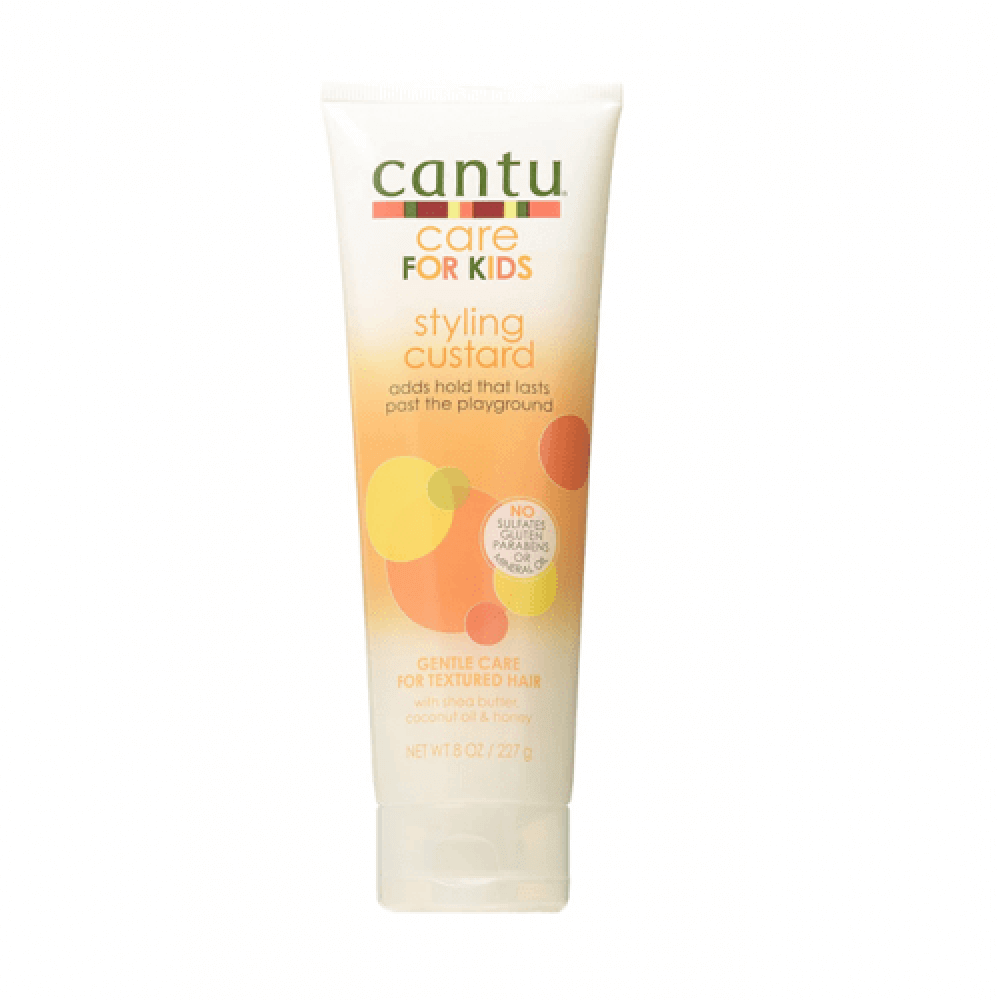 cantu
care
FOR KIDS
styling
custard
adds hold that lasts
past the playground
NO
SULFATES
GLUTEN
PARABENS
OR
MINERAL OIL
GENTLE CARE
FOR TEXTURED HAIR
with shea butter,
coconut oil & honey
NET WT.8 OZ / 227 g